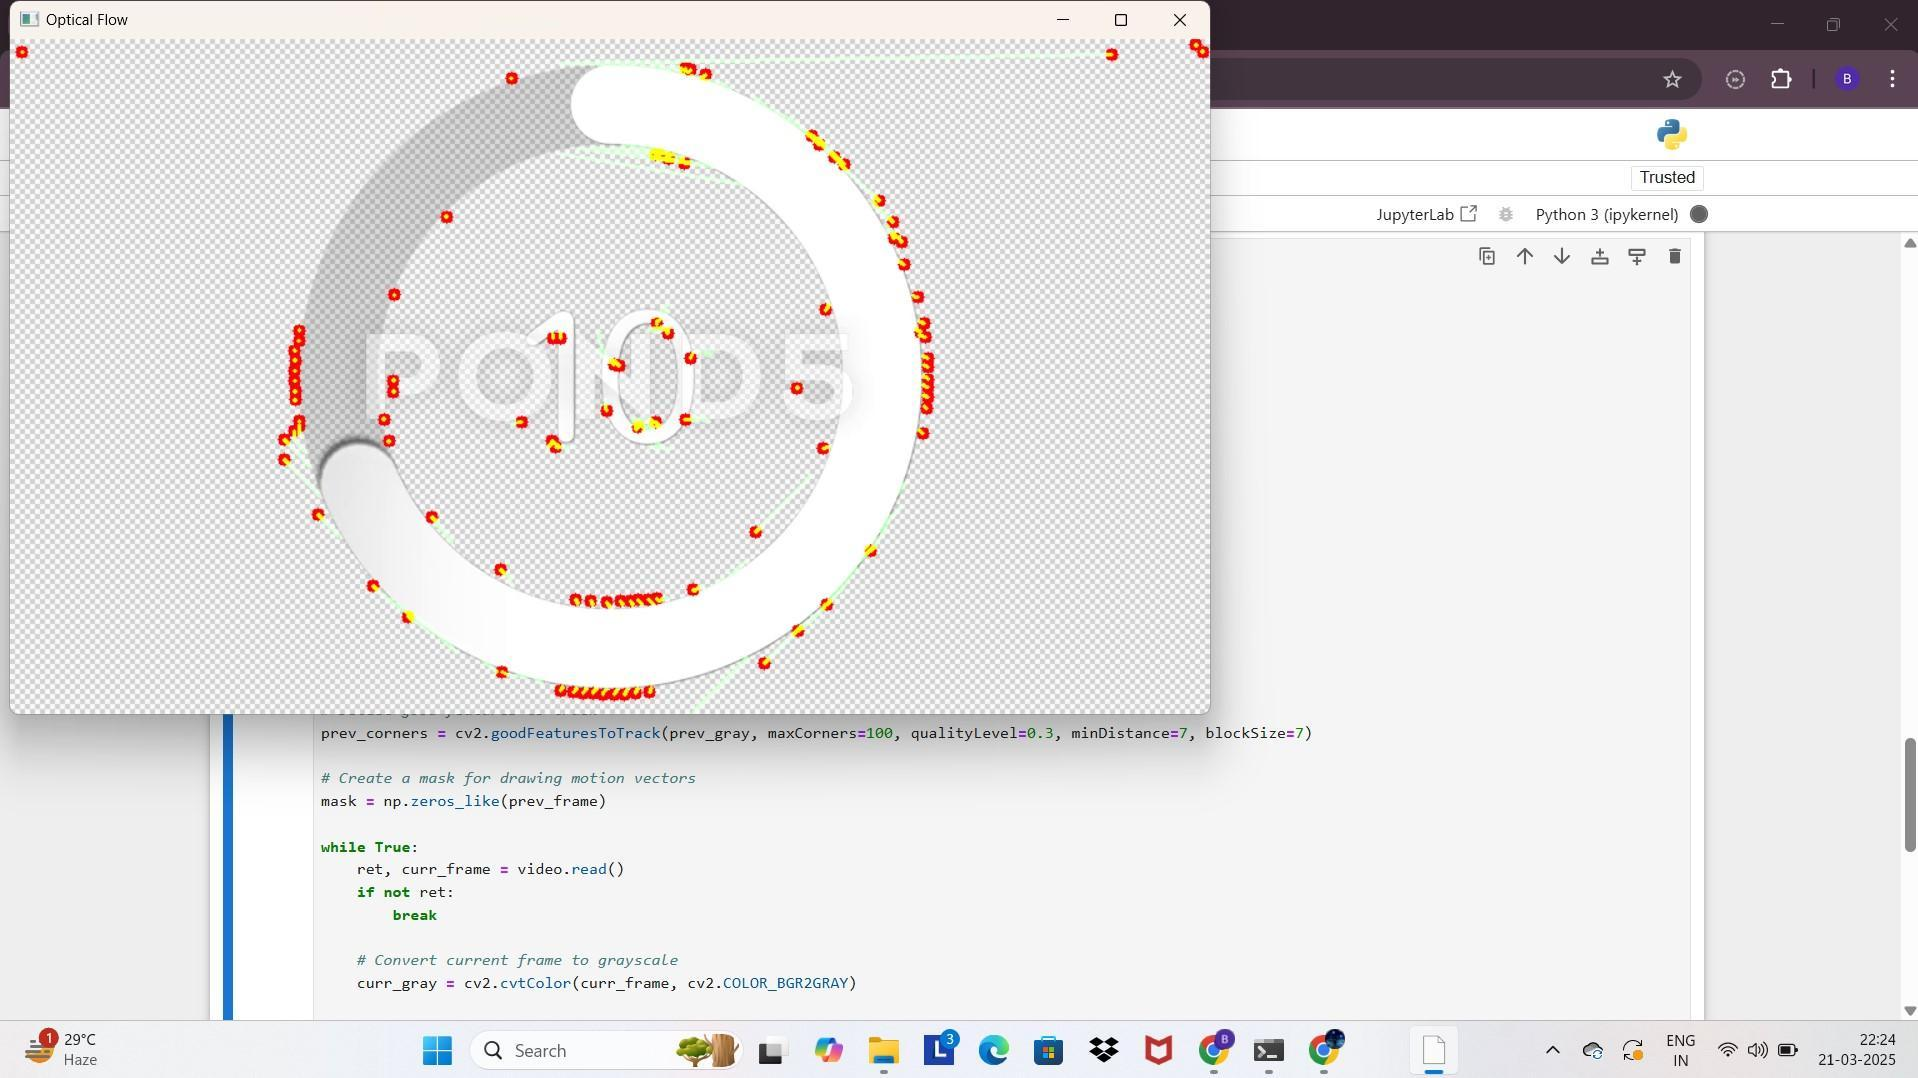 Optical Flow
B
Trusted
JupyterLab
Python 3 (ipykernel)
POND5
10
prev_corners = cv2.goodFeaturesToTrack(prev_gray, maxCorners=100, qualityLevel=0.3, minDistance=7, blockSize=7)
# Create a mask for drawing motion vectors
mask = np.zeros_like(prev_frame)
while True:
ret, curr_frame = video.read()
if not ret:
break
# Convert current frame to grayscale
curr_gray = cv2.cvtColor(curr_frame, cv2.COLOR_BGR2GRAY)
1
29°C
Haze
Search
L
3
B
ENG
IN
22:24
21-03-2025